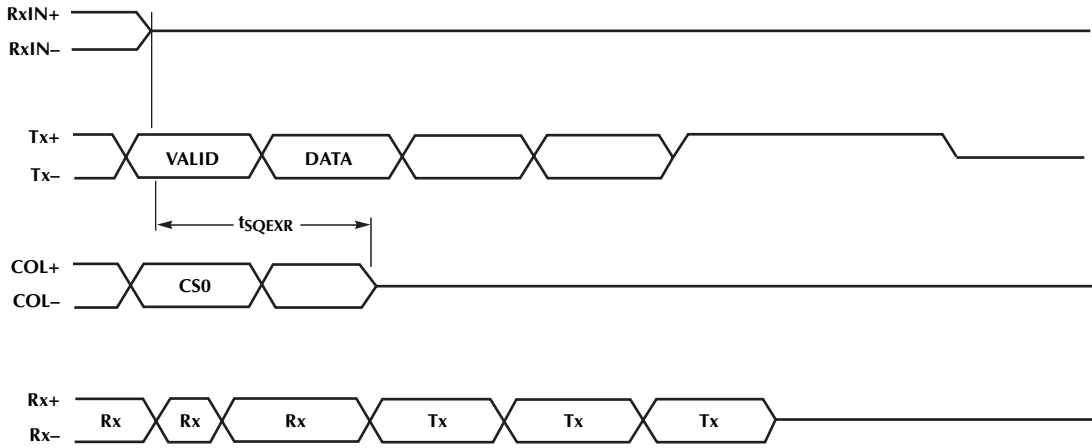 RxIN+
RxIN–
Tx+
Tx–
VALID DATA
tSQEXR
COL+
COL–
CS0
Rx+
Rx–
Rx Rx Rx Tx Tx Tx